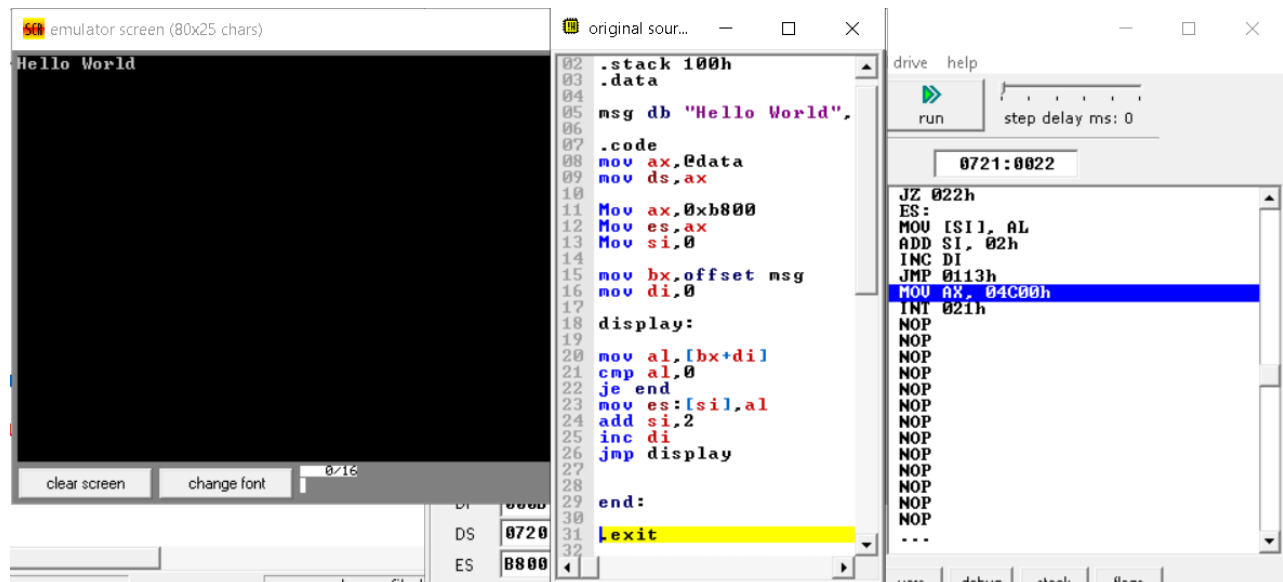 emulator screen (80x25 chars)
Hello World
clear screen
change font
0/16
DS 0720
ES B800
original sour...
02 .stack 100h
03 .data
04
05 msg db "Hello World",
06
07 .code
08 mov ax,@data
09 mov ds,ax
10
11 Mov ax,0xb800
12 Mov es,ax
13 Mov si,0
14
15 mov bx,offset msg
16 mov di,0
17
18 display:
19
20 mov al,[bx+di]
21 cmp al,0
22 je end
23 mov es:[si],al
24 add si,2
25 inc di
26 jmp display
27
28
29 end:
30
31 .exit
32
drive help
run
step delay ms: 0
0721:0022
JZ 022h
ES:
MOV [SI], AL
ADD SI, 02h
INC DI
JMP 0113h
MOV AX, 04C00h
INT 021h
NOP
NOP
NOP
NOP
NOP
NOP
NOP
NOP
NOP
NOP
NOP
NOP
NOP
...